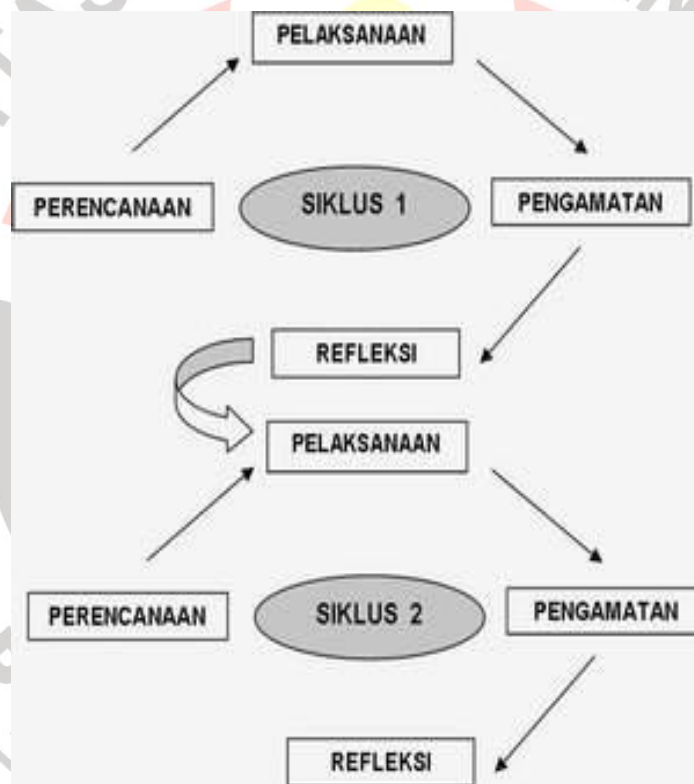 PELAKSANAAN
PERENCANAAN
SIKLUS 1
PENGAMATAN
REFLEKSI
PELAKSANAAN
PERENCANAAN
SIKLUS 2
PENGAMATAN
REFLEKSI